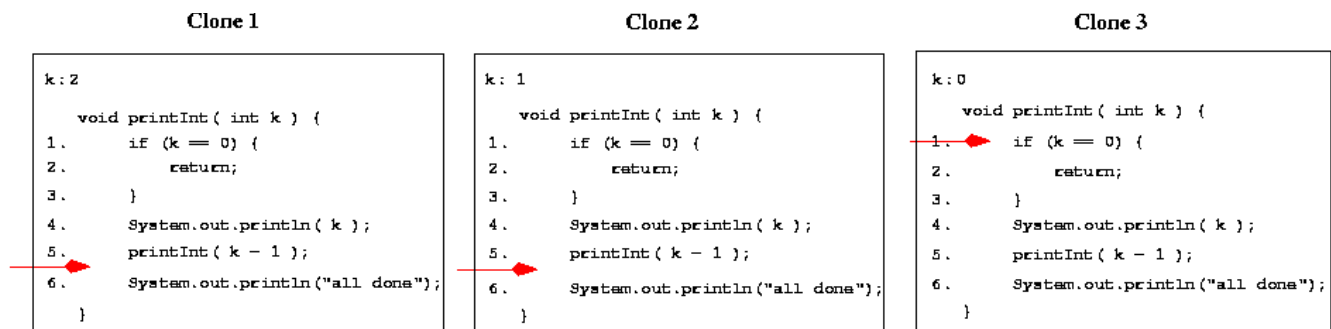 Clone 1
k: 2
void printInt( int k ) {
1. if (k == 0) {
2. return;
3. }
4. System.out.println( k );
5. printInt( k - 1 );
6. System.out.println("all done");
}
Clone 2
k: 1
void printInt( int k ) {
1. if (k == 0) {
2. return;
3. }
4. System.out.println( k );
5. printInt( k - 1 );
6. System.out.println("all done");
}
Clone 3
k:0
void printInt( int k ) {
1. if (k == 0) {
2. return;
3. }
4. System.out.println( k );
5. printInt( k - 1 );
6. System.out.println("all done");
}